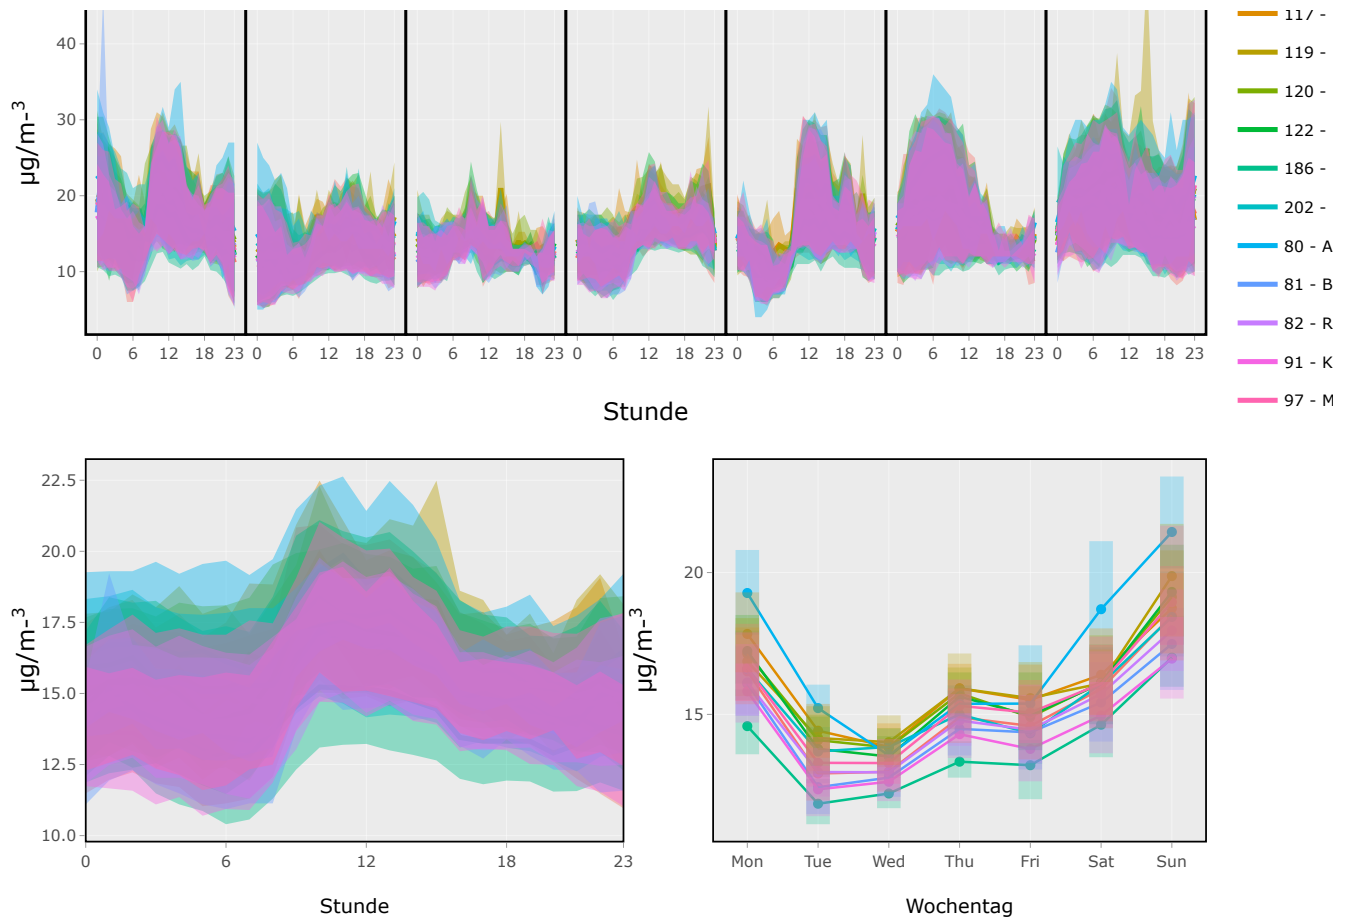 40
30
20
10
µg/m-3
0 6 12 18 23 0 6 12 18 23 0 6 12 18 23 0 6 12 18 23 0 6 12 18 23 0 6 12 18 23 0 6 12 18 23
Stunde
117 -
119 -
120 -
122 -
186 -
202 -
80 - A
81 - B
82 - R
91 - K
97 - M
22.5
20.0
17.5
15.0
12.5
10.0
µg/m-3
0 6 12 18 23
Stunde
20
15
µg/m-3
Mon Tue Wed Thu Fri Sat Sun
Wochentag